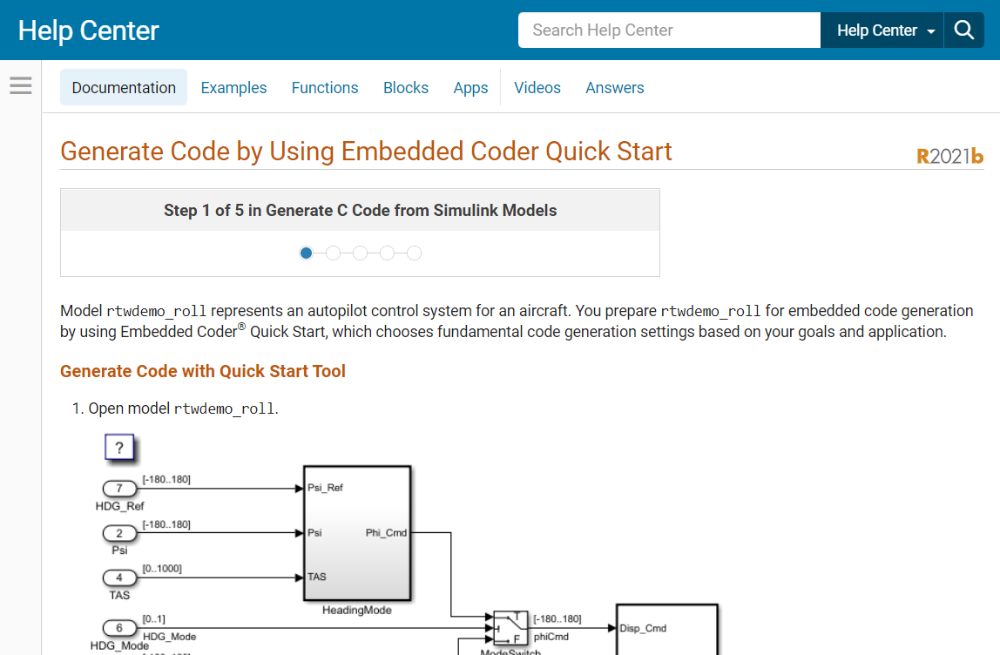 Help Center
Search Help Center
Help Center
Documentation Examples Functions Blocks Apps Videos Answers
Generate Code by Using Embedded Coder Quick Start
R2021b
Step 1 of 5 in Generate C Code from Simulink Models
Model rtwdemo_roll represents an autopilot control system for an aircraft. You prepare rtwdemo_roll for embedded code generation
by using Embedded Coder® Quick Start, which chooses fundamental code generation settings based on your goals and application.
Generate Code with Quick Start Tool
1. Open model rtwdemo_roll.
?
[-180..180]
7
Psi_Ref
HDG_Ref
[-180..180]
2
Psi
Phi_Cmd
Psi
[0..1000]
4
TAS
TAS
HeadingMode
[0..1]
T
[-180..180]
6
Disp_Cmd
HDG_Mode
F
phiCmd
HDG_Mode
ModeSwitch
[-180..180]